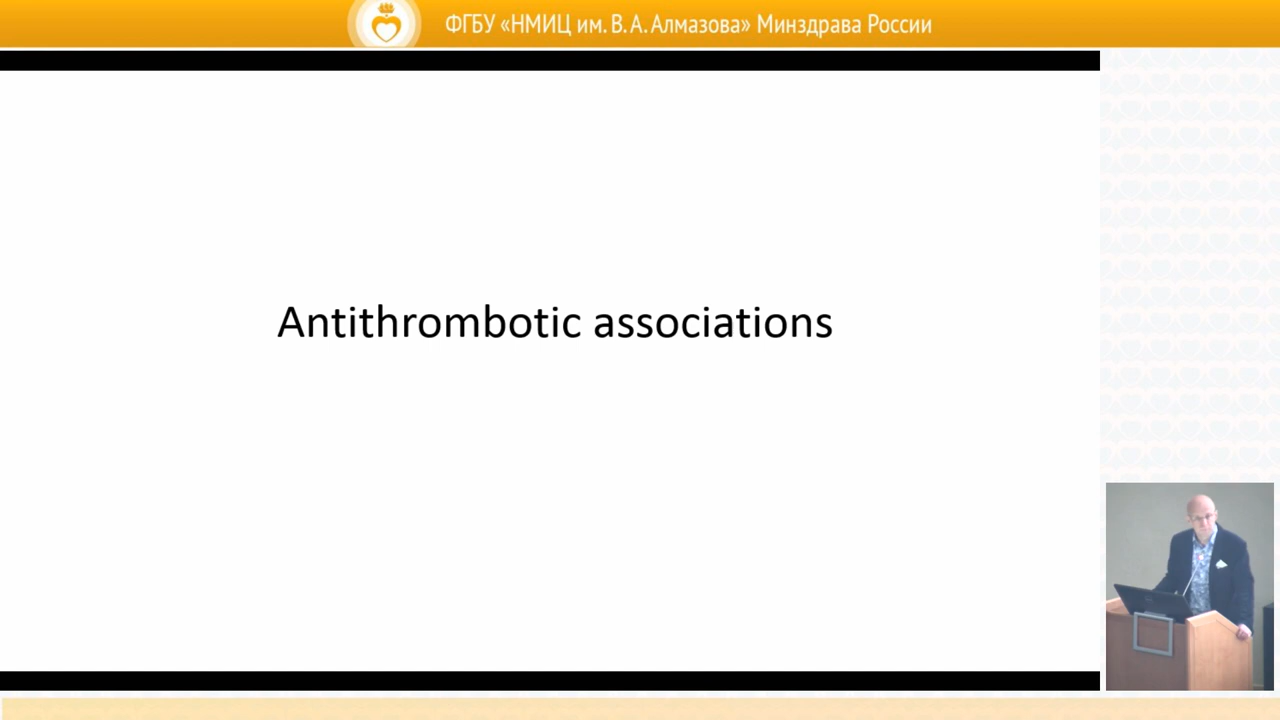 ФГБУ «НМИЦ им. В. А. Алмазова» Минздрава России
Antithrombotic associations